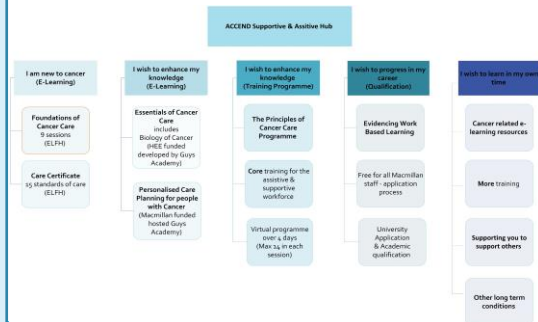 ACCEND Supportive & Assitive Hub
I am new to cancer
(E-Learning)
Foundations of
Cancer Care
9 sessions
(ELFH)
Care Certificate
15 standards of care
(ELFH)
I wish to enhance my
knowledge
(E-Learning)
Essentials of Cancer
Care
includes
Biology of Cancer
(HEE funded
developed by Guys
Academy)
Personalised Care
Planning for people
with Cancer
(Macmillan funded
hosted Guys
Academy)
I wish to enhance my
knowledge
(Training Programme)
The Principles of
Cancer Care
Programme
Core training for the
assistive &
supportive
workforce
Virtual programme
over 4 days
(Max 14 in each
session)
I wish to progress in my
career
(Qualification)
Evidencing Work
Based Learning
Free for all Macmillan
staff - application
process
University
Application
& Academic
qualification
I wish to learn in my own
time
Cancer related e-
learning resources
More training
Supporting you to
support others
Other long term
conditions